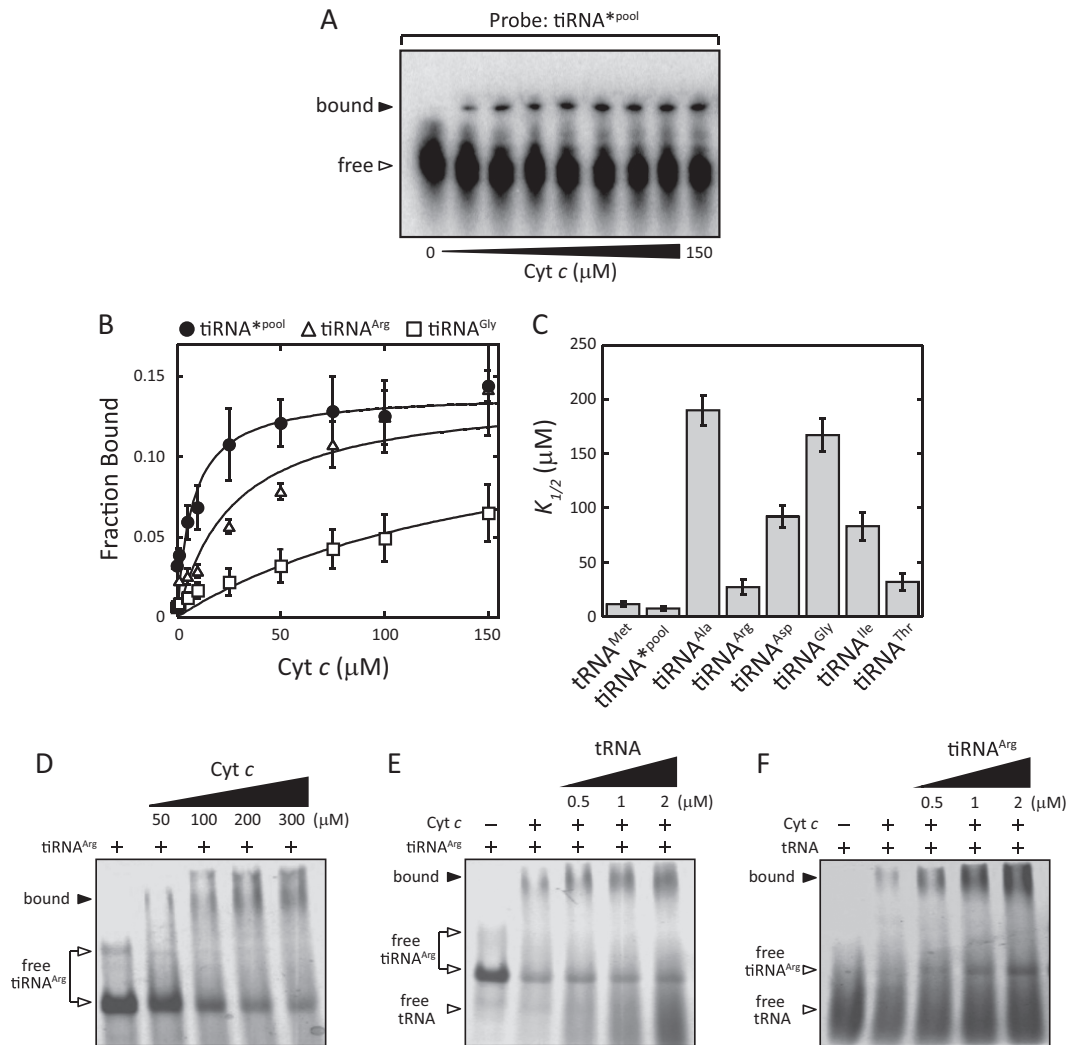 A
Probe: tiRNA*pool
bound
free
0
150
Cyt c (μM)
B
tiRNA*pool
tiRNAArg
tiRNAGly
0.15
0.10
0.05
0
Fraction Bound
0
50
100
150
Cyt c (μM)
C
250
200
150
100
50
0
K1/2 (μM)
tRNAMet
tiRNA*pool
tiRNAAla
tiRNAArg
tiRNAAsp
tiRNAGly
tiRNAIle
tiRNAThr
D
Cyt c
50 100 200 300 (μM)
tiRNAArg + + + + +
bound
free
tiRNAArg
E
tRNA
0.5 1 2 (μM)
Cyt c − + + + +
tiRNAArg + + + + +
bound
free
tiRNAArg
free
tRNA
F
tiRNAArg
0.5 1 2 (μM)
Cyt c − + + + +
tRNA + + + + +
bound
free
tiRNAArg
free
tRNA